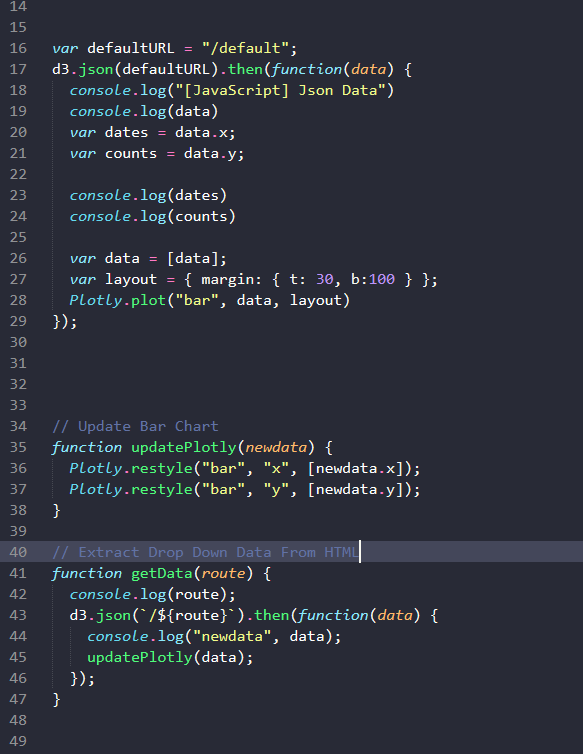 14
15
16 var defaultURL = "/default";
17 d3.json(defaultURL).then(function(data) {
18   console.log("[JavaScript] Json Data")
19   console.log(data)
20   var dates = data.x;
21   var counts = data.y;
22
23   console.log(dates)
24   console.log(counts)
25
26   var data = [data];
27   var layout = { margin: { t: 30, b:100 } };
28   Plotly.plot("bar", data, layout)
29 });
30
31
32
33
34 // Update Bar Chart
35 function updatePlotly(newdata) {
36   Plotly.restyle("bar", "x", [newdata.x]);
37   Plotly.restyle("bar", "y", [newdata.y]);
38 }
39
40 // Extract Drop Down Data From HTML
41 function getData(route) {
42   console.log(route);
43   d3.json(`/${route}`).then(function(data) {
44     console.log("newdata", data);
45     updatePlotly(data);
46   });
47 }
48
49